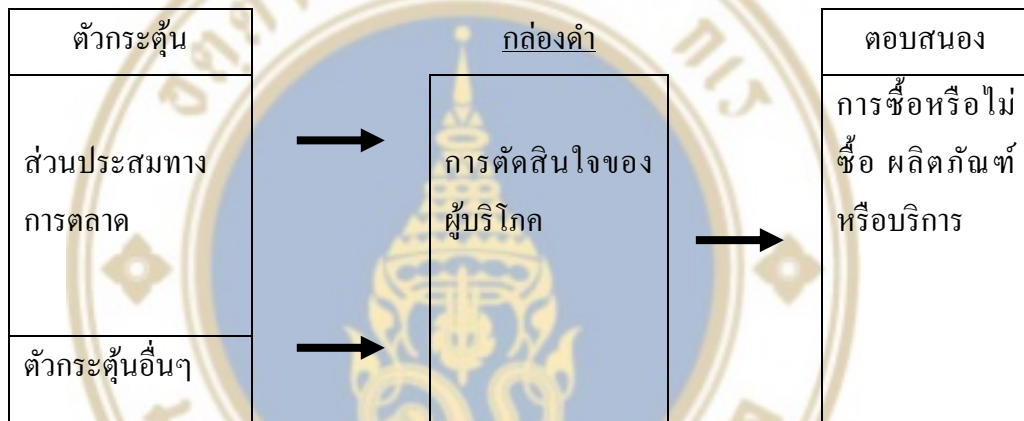 ตัวกระตุ้น
ส่วนประสมทาง
การตลาด
ตัวกระตุ้นอื่นๆ
กล่องดำ
การตัดสินใจของ
ผู้บริโภค
ตอบสนอง
การซื้อหรือไม่
ซื้อ ผลิตภัณฑ์
หรือบริการ